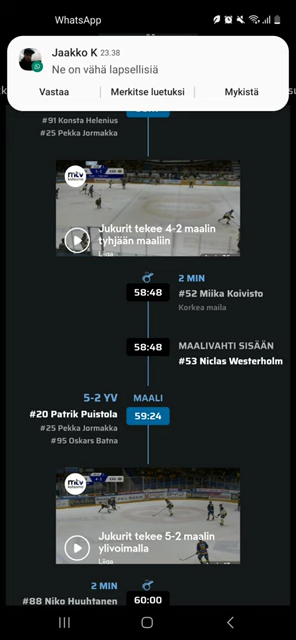 WhatsApp
Jaakko K 23.38
Ne on vähä lapsellisiä
Vastaa
Merkitse luetuksi
Mykistä
#91 Konsta Helenius
#25 Pekka Jormakka
mtv
Jukurit tekee 4-2 maalin
tyhjään maaliin
Liiga
2 MIN
58:48
#52 Miika Koivisto
Korkea maila
MAALIVAHTI SISÄÄN
58:48
#53 Niclas Westerholm
5-2 YV
MAALI
#20 Patrik Puistola
59:24
#25 Pekka Jormakka
#95 Oskars Batna
mtv
Jukurit tekee 5-2 maalin
ylivoimalla
Liiga
2 MIN
#88 Niko Huuhtanen
60:00